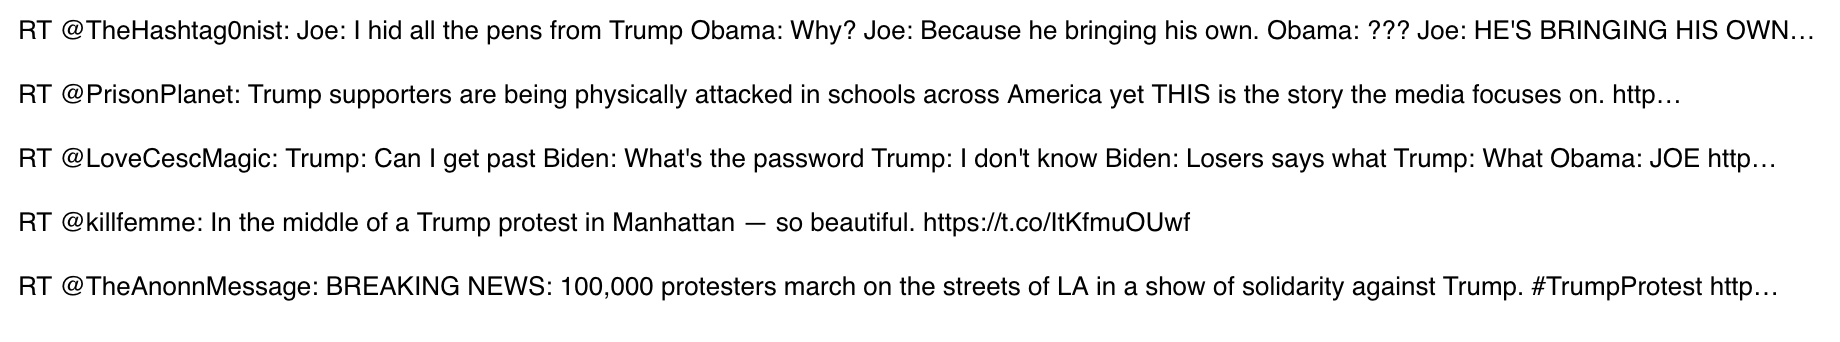 RT @TheHashtag0nist: Joe: I hid all the pens from Trump Obama: Why? Joe: Because he bringing his own. Obama: ??? Joe: HE'S BRINGING HIS OWN…
RT @PrisonPlanet: Trump supporters are being physically attacked in schools across America yet THIS is the story the media focuses on. http…
RT @LoveCescMagic: Trump: Can I get past Biden: What's the password Trump: I don't know Biden: Losers says what Trump: What Obama: JOE http…
RT @killfemme: In the middle of a Trump protest in Manhattan — so beautiful. https://t.co/ItKfmuOUwf
RT @TheAnonnMessage: BREAKING NEWS: 100,000 protesters march on the streets of LA in a show of solidarity against Trump. #TrumpProtest http…